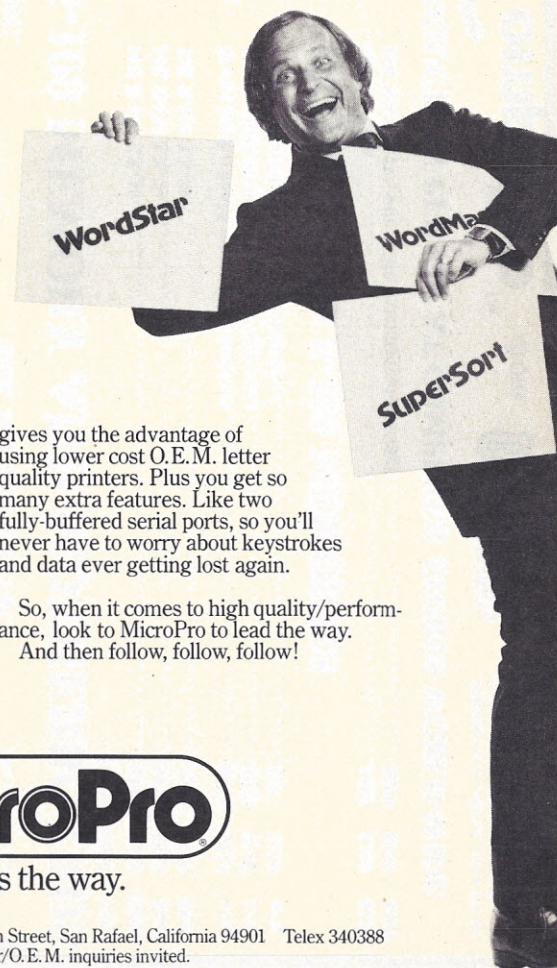 WordStar
WordMa
SuperSort
gives you the advantage of
using lower cost O.E.M. letter
quality printers. Plus you get so
many extra features. Like two
fully-buffered serial ports, so you'll
never have to worry about keystrokes
and data ever getting lost again.
So, when it comes to high quality/perform-
ance, look to MicroPro to lead the way.
And then follow, follow, follow!
roPro®
s the way.
Street, San Rafael, California 94901 Telex 340388
r/O.E.M. inquiries invited.